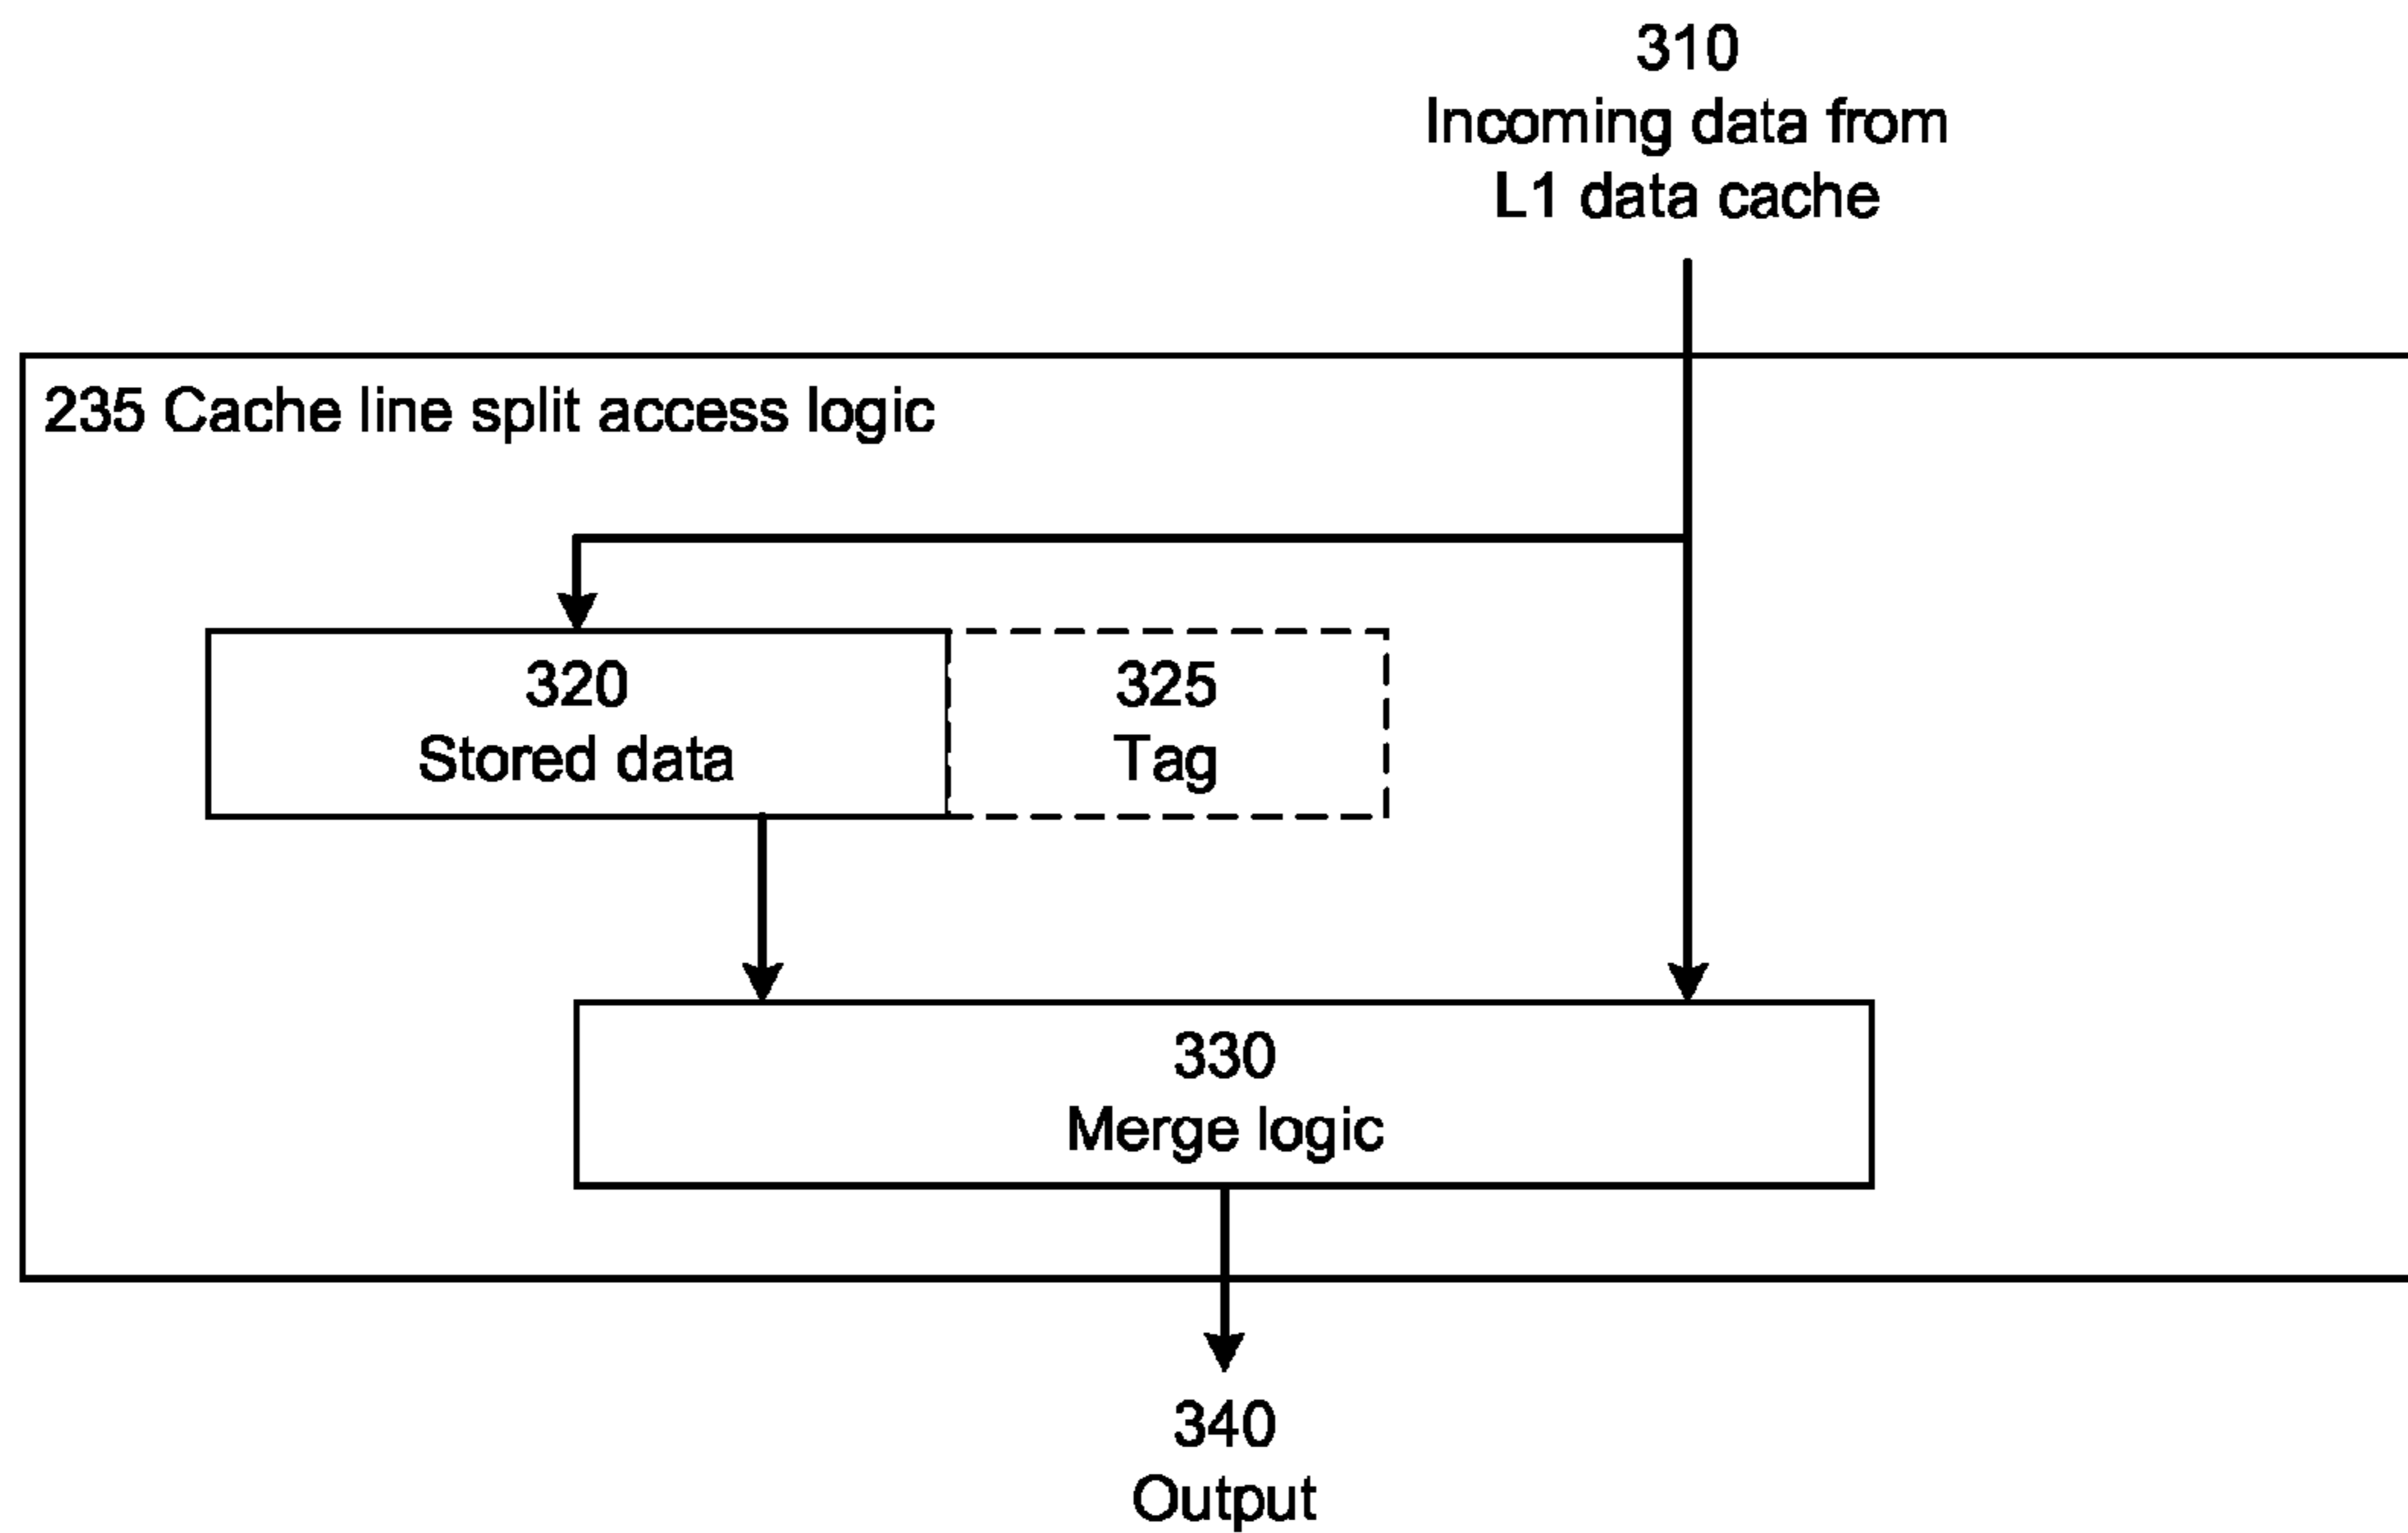 310
Incoming data from
L1 data cache
235 Cache line split access logic
320
Stored data
325
Tag
330
Merge logic
340
Output